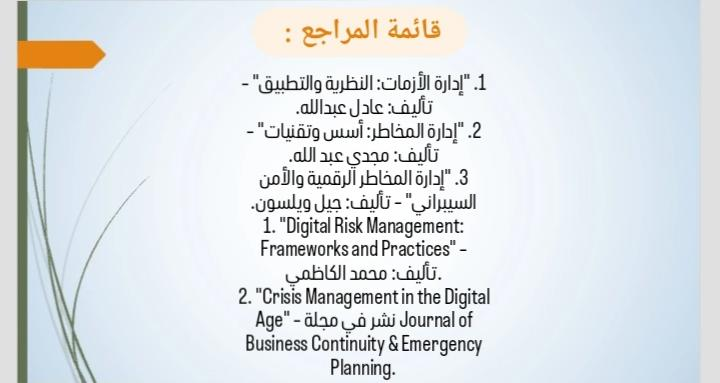 قائمة المراجع :
1. "إدارة الأزمات: النظرية والتطبيق" –
تأليف: عادل عبدالله.
2. "إدارة المخاطر: أسس وتقنيات" –
تأليف: مجدي عبد الله.
3. "إدارة المخاطر الرقمية والأمن
السيبراني" – تأليف: جيل ويلسون.
1. "Digital Risk Management:
Frameworks and Practices" –
تأليف: محمد الكاظمي.
2. "Crisis Management in the Digital
Age" – نشر في مجلة Journal of
Business Continuity & Emergency
Planning.